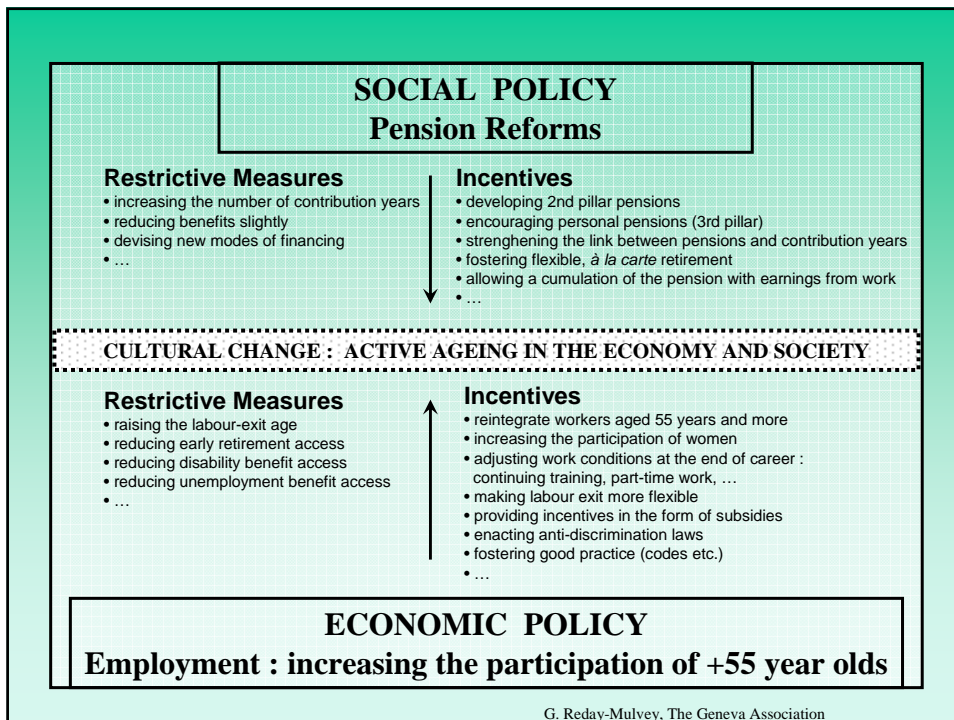 SOCIAL POLICY
Pension Reforms
Restrictive Measures
• increasing the number of contribution years
• reducing benefits slightly
• devising new modes of financing
• …
Incentives
• developing 2nd pillar pensions
• encouraging personal pensions (3rd pillar)
• strenghening the link between pensions and contribution years
• fostering flexible, à la carte retirement
• allowing a cumulation of the pension with earnings from work
• …
CULTURAL CHANGE : ACTIVE AGEING IN THE ECONOMY AND SOCIETY
Restrictive Measures
• raising the labour-exit age
• reducing early retirement access
• reducing disability benefit access
• reducing unemployment benefit access
• …
Incentives
• reintegrate workers aged 55 years and more
• increasing the participation of women
• adjusting work conditions at the end of career :
continuing training, part-time work, …
• making labour exit more flexible
• providing incentives in the form of subsidies
• enacting anti-discrimination laws
• fostering good practice (codes etc.)
• …
ECONOMIC POLICY
Employment : increasing the participation of +55 year olds
G. Reday-Mulvey, The Geneva Association